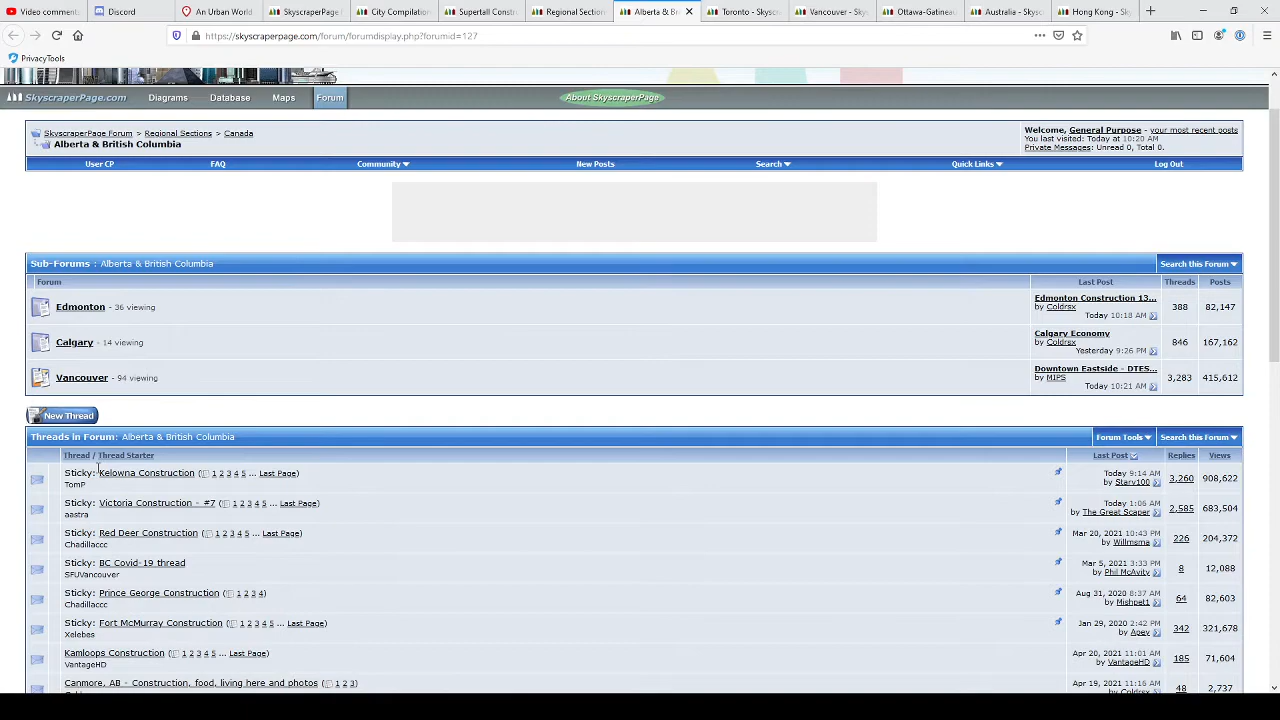 Video comment
Discord
An Urban World
SkyscraperPage
City Compilation
Supertall Constr
Regional Section
Alberta & Bri
Toronto - Skysc
Vancouver - Sky
Ottawa-Gatineau
Australia - Skysc
Hong Kong - Sky
https://skyscraperpage.com/forum/forumdisplay.php?forumid=127
PrivacyTools
SkyscraperPage.com
Diagrams
Database
Maps
Forum
About SkyscraperPage
SkyscraperPage Forum > Regional Sections > Canada
Alberta & British Columbia
Welcome, General Purpose - your most recent posts
You last visited: Today at 10:20 AM
Private Messages: Unread 0, Total 0.
User CP FAQ Community New Posts Search Quick Links Log Out
Sub-Forums : Alberta & British Columbia Search this Forum
Forum Last Post Threads Posts
Edmonton - 36 viewing
Edmonton Construction 13...
by Coldrsx
Today 10:18 AM
388 82,147
Calgary - 14 viewing
Calgary Economy
by Coldrsx
Yesterday 9:26 PM
846 167,162
Vancouver - 94 viewing
Downtown Eastside - DTES...
by MIPS
Today 10:21 AM
3,283 415,612
New Thread
Threads in Forum: Alberta & British Columbia Forum Tools Search this Forum
Thread / Thread Starter Last Post Replies Views
Sticky: Kelowna Construction ( 1 2 3 4 5 ... Last Page)
TomP
Today 9:14 AM
by Starv100
3,260 908,622
Sticky: Victoria Construction - #7 ( 1 2 3 4 5 ... Last Page)
aastra
Today 1:06 AM
by The Great Scaper
2,585 683,504
Sticky: Red Deer Construction ( 1 2 3 4 5 ... Last Page)
Chadillaccc
Mar 20, 2021 10:43 PM
by Willmsma
226 204,372
Sticky: BC Covid-19 thread
SFUVancouver
Mar 5, 2021 3:33 PM
by Phil McAvity
8 12,088
Sticky: Prince George Construction ( 1 2 3 4)
Chadillaccc
Aug 31, 2020 8:37 AM
by Mishpet1
64 82,603
Sticky: Fort McMurray Construction ( 1 2 3 4 5 ... Last Page)
Xelebes
Jan 29, 2020 2:42 PM
by Apev
342 321,678
Kamloops Construction ( 1 2 3 4 5 ... Last Page)
VantageHD
Apr 20, 2021 11:01 AM
by VantageHD
185 71,604
Canmore, AB - Construction, food, living here and photos ( 1 2 3)
Apr 19, 2021 11:16 AM
by Coldrsx
48 2,737